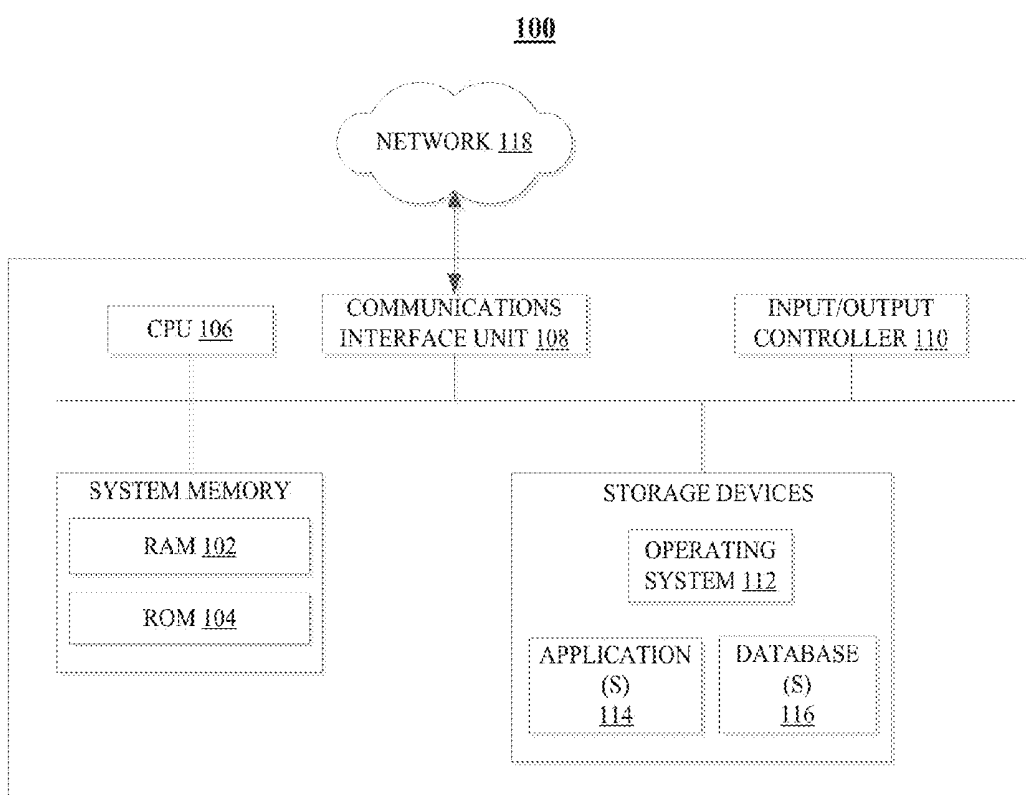 100
NETWORK 118
CPU 106
COMMUNICATIONS
INTERFACE UNIT 108
INPUT/OUTPUT
CONTROLLER 110
SYSTEM MEMORY
RAM 102
ROM 104
STORAGE DEVICES
OPERATING
SYSTEM 112
APPLICATION
(S)
114
DATABASE
(S)
116